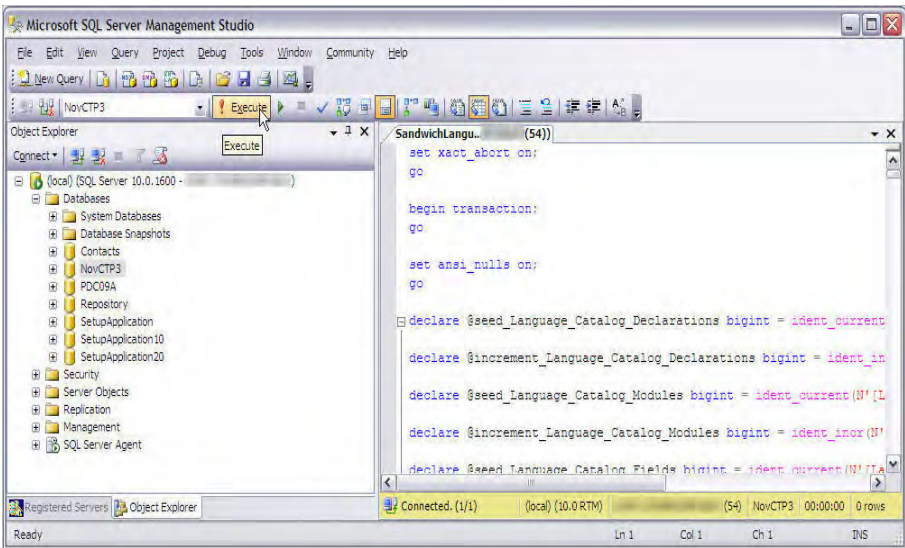 Microsoft SQL Server Management Studio
File Edit View Query Project Debug Tools Window Community Help
New Query
NovCTP3 Execute
Object Explorer
Execute
Connect
(local) (SQL Server 10.0.1600 - )
Databases
System Databases
Database Snapshots
Contacts
NovCTP3
PDC09A
Repository
SetupApplication
SetupApplication10
SetupApplication20
Security
Server Objects
Replication
Management
SQL Server Agent
Registered Servers Object Explorer
SandwichLangu.. (54))
set xact_abort on;
go
begin transaction;
go
set ansi_nulls on;
go
declare @seed_Language_Catalog_Declarations bigint = ident_current
declare @increment_Language_Catalog_Declarations bigint = ident_in
declare @seed_Language_Catalog_Modules bigint = ident_current(N'[L
declare @increment_Language_Catalog_Modules bigint = ident_incr(N'
declare @seed_Language_Catalog_Fields bigint = ident_current(N'[La
Connected. (1/1) (local) (10.0 RTM) (54) NovCTP3 00:00:00 0 rows
Ready Ln 1 Col 1 Ch 1 INS